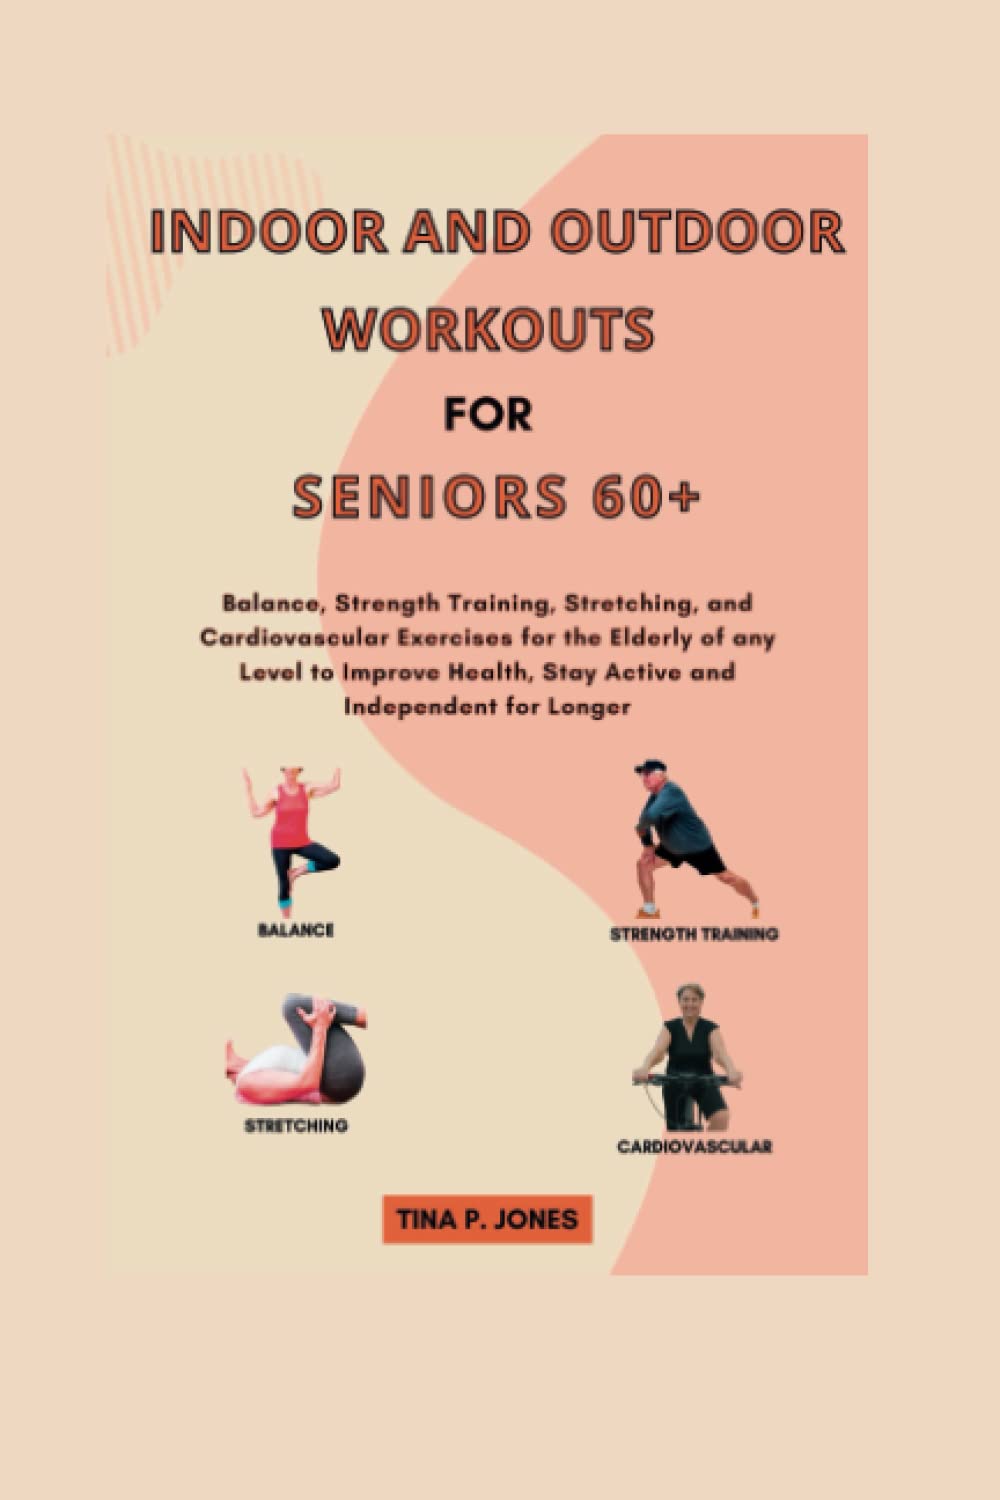 INDOOR AND OUTDOOR
WORKOUTS
FOR
SENIORS 60+
Balance, Strength Training, Stretching, and
Cardiovascular Exercises for the Elderly of any
Level to Improve Health, Stay Active and
Independent for Longer
BALANCE
STRENGTH TRAINING
STRETCHING
CARDIOVASCULAR
TINA P. JONES